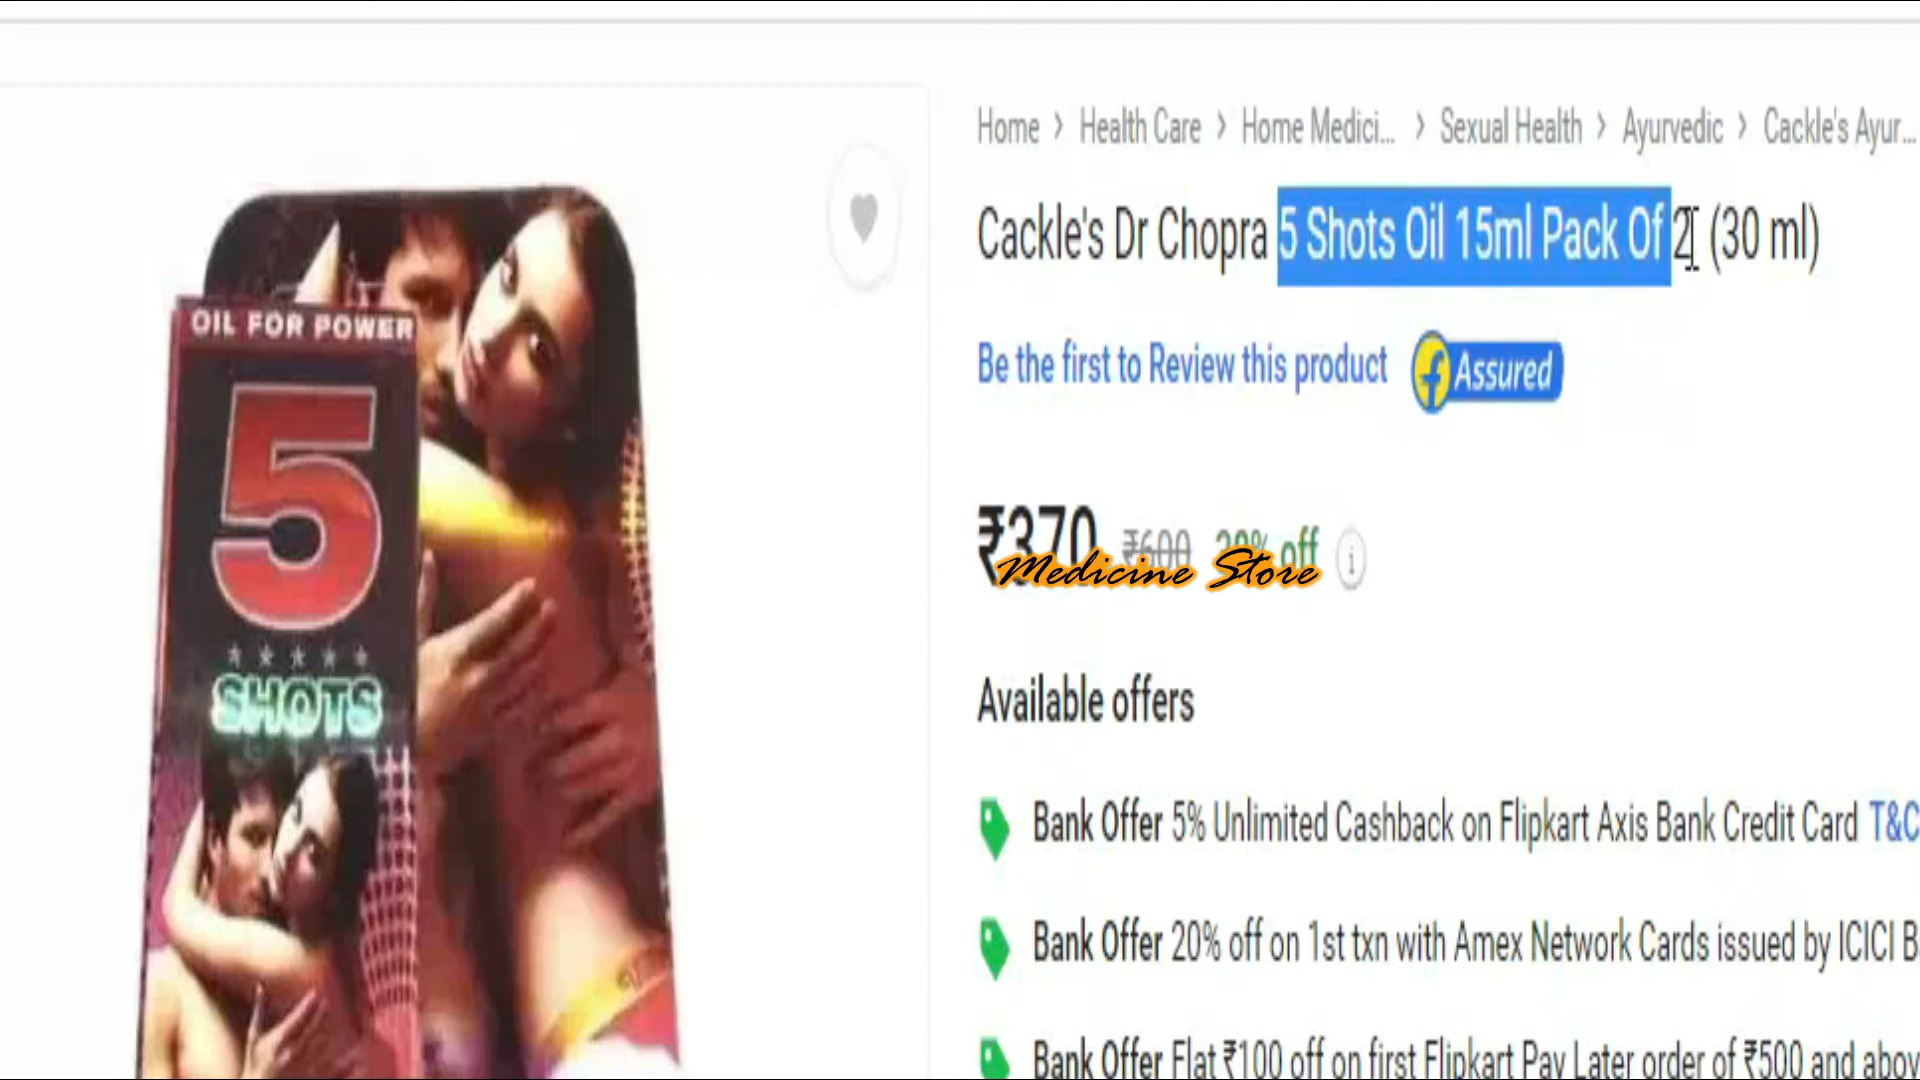 Home > Health Care > Home Medici... > Sexual Health > Ayurvedic > Cackle's Ayur...
Cackle's Dr Chopra 5 Shots Oil 15ml Pack Of 2 (30 ml)
Be the first to Review this product
Assured
₹370 ₹600 off
Medicine Store
Available offers
Bank Offer 5% Unlimited Cashback on Flipkart Axis Bank Credit Card T&C
Bank Offer 20% off on 1st txn with Amex Network Cards issued by ICICI B
Bank Offer Flat ₹100 off on first Flipkart Pay Later order of ₹500 and above
OIL FOR POWER
5
SHOTS